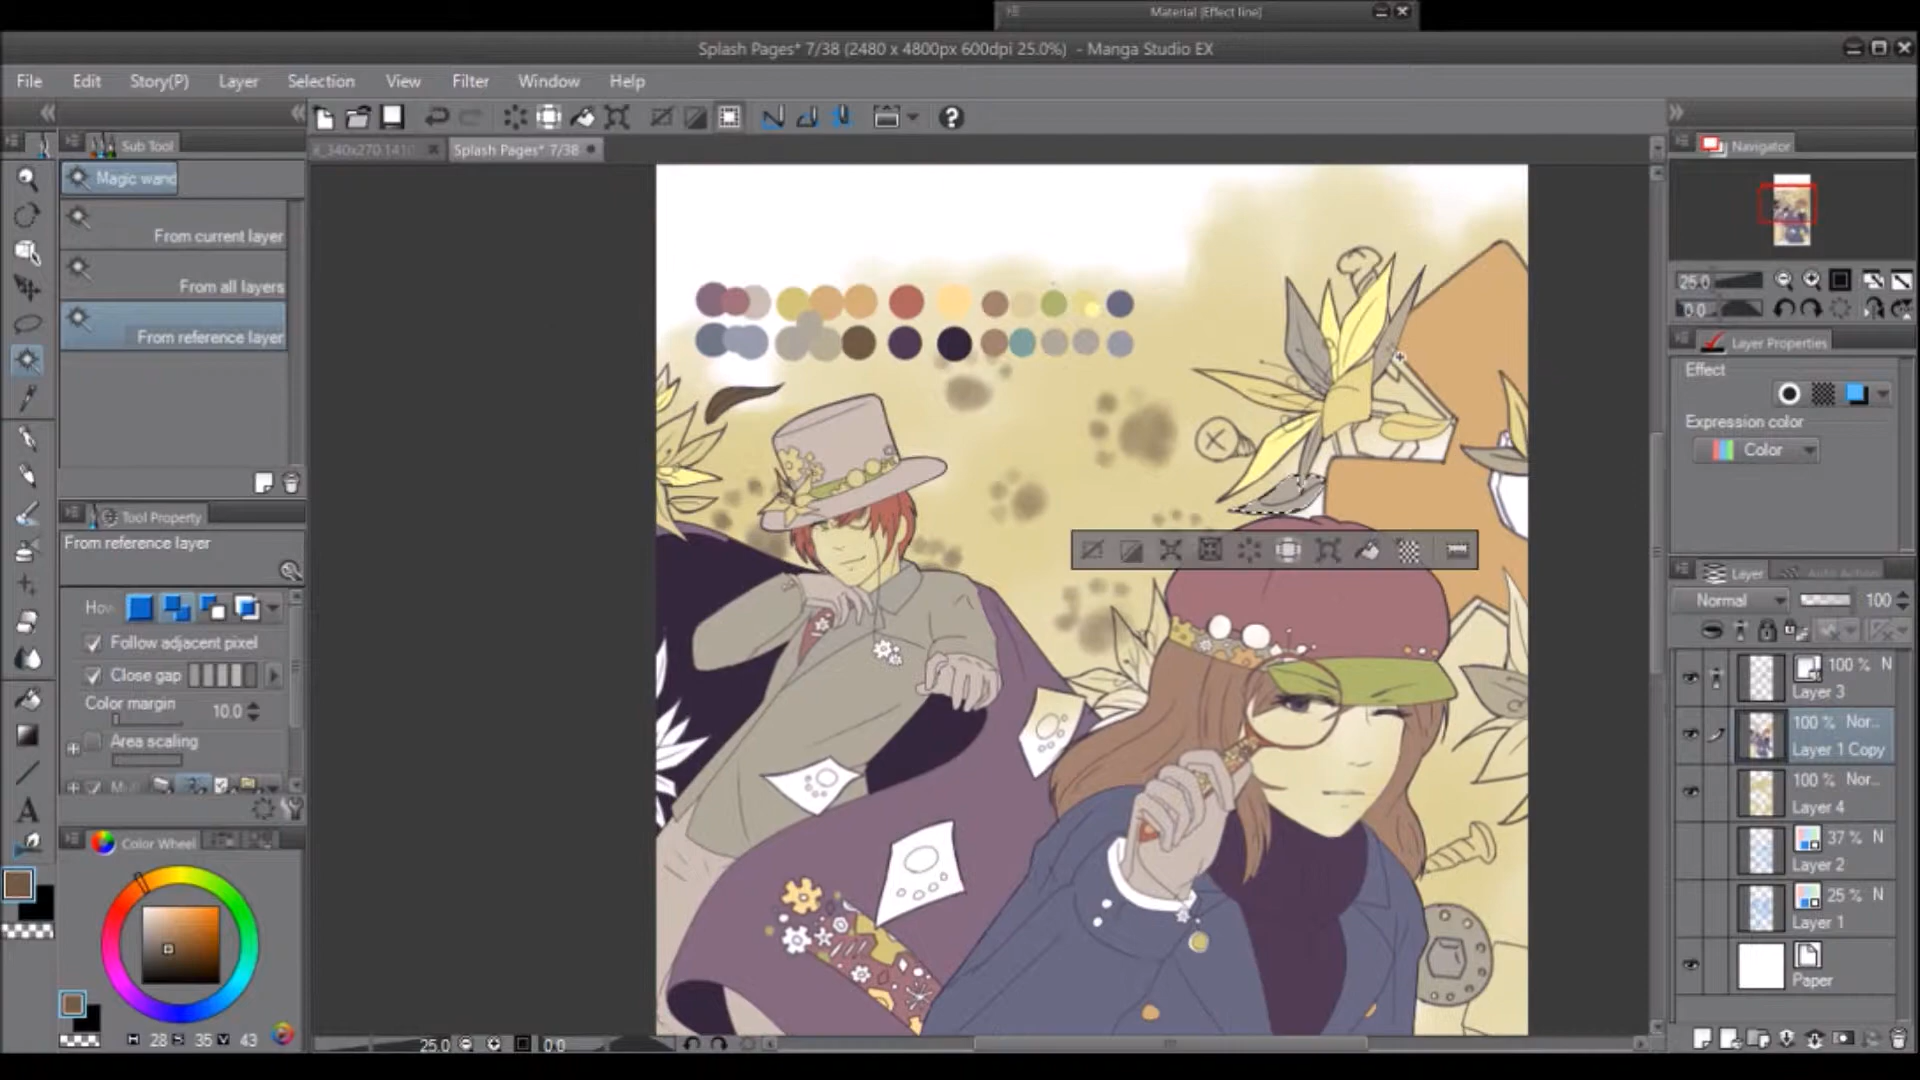 Material [Effect line]
Splash Pages* 7/38 (2480 x 4800px 600dpi 25.0%) - Manga Studio EX
File Edit Story(P) Layer Selection View Filter Window Help
Splash Pages* 7/38
Sub Tool
Magic wand
From current layer
From all layers
From reference layer
Tool Property
From reference layer
How
Follow adjacent pixel
Close gap
Color margin 10.0
Area scaling
Color Wheel
H 28 S 35 V 43
25.0 0.0
Navigator
25.0
0.0
Layer Properties
Effect
Expression color
Color
Layer Auto Action
Normal 100
100 % N
Layer 3
100 % Nor...
Layer 1 Copy
100 % Nor...
Layer 4
37 % N
Layer 2
25 % N
Layer 1
Paper